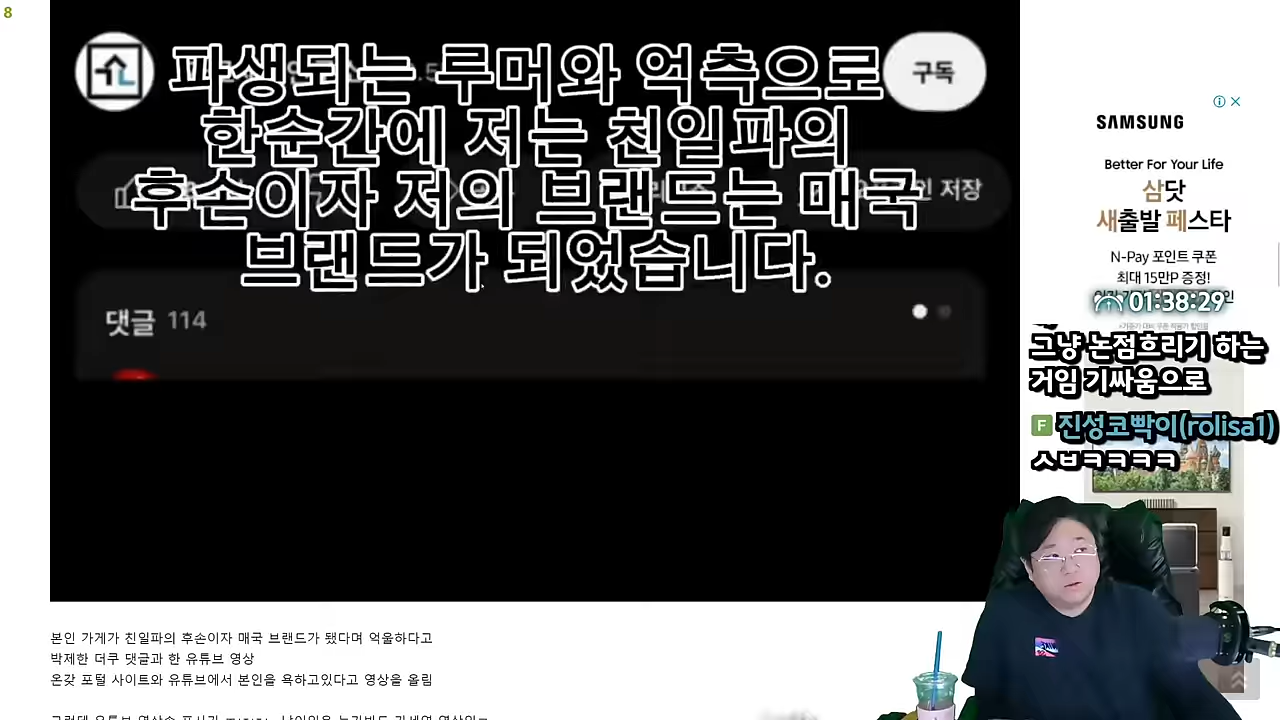 8
파생되는 루머와 억측으로
한순간에 저는 친일파의
후손이자 저의 브랜드는 매국
브랜드가 되었습니다.
구독
저장
댓글 114
본인 가게가 친일파의 후손이자 매국 브랜드가 됐다며 억울하다고
박제한 더쿠 댓글과 한 유튜브 영상
온갖 포털 사이트와 유튜브에서 본인을 욕하고있다고 영상을 올림
SAMSUNG
Better For Your Life
삼닷
새출발 페스타
N-Pay 포인트 쿠폰
최대 15만P 증정!
01:38:29
그냥 논점흐리기 하는
거임 기싸움으로
F 진성코빡이(rolisa1)
ㅅㅂㅋㅋㅋㅋ